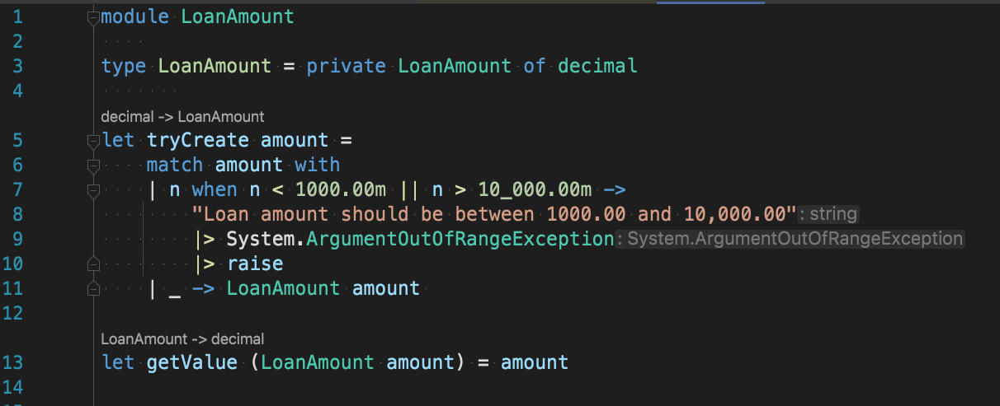 1 module LoanAmount
2
3 type LoanAmount = private LoanAmount of decimal
4
decimal -> LoanAmount
5 let tryCreate amount =
6     match amount with
7     | n when n < 1000.00m || n > 10_000.00m ->
8         "Loan amount should be between 1000.00 and 10,000.00" : string
9         |> System.ArgumentOutOfRangeException : System.ArgumentOutOfRangeException
10         |> raise
11     | _ -> LoanAmount amount
12
LoanAmount -> decimal
13 let getValue (LoanAmount amount) = amount
14